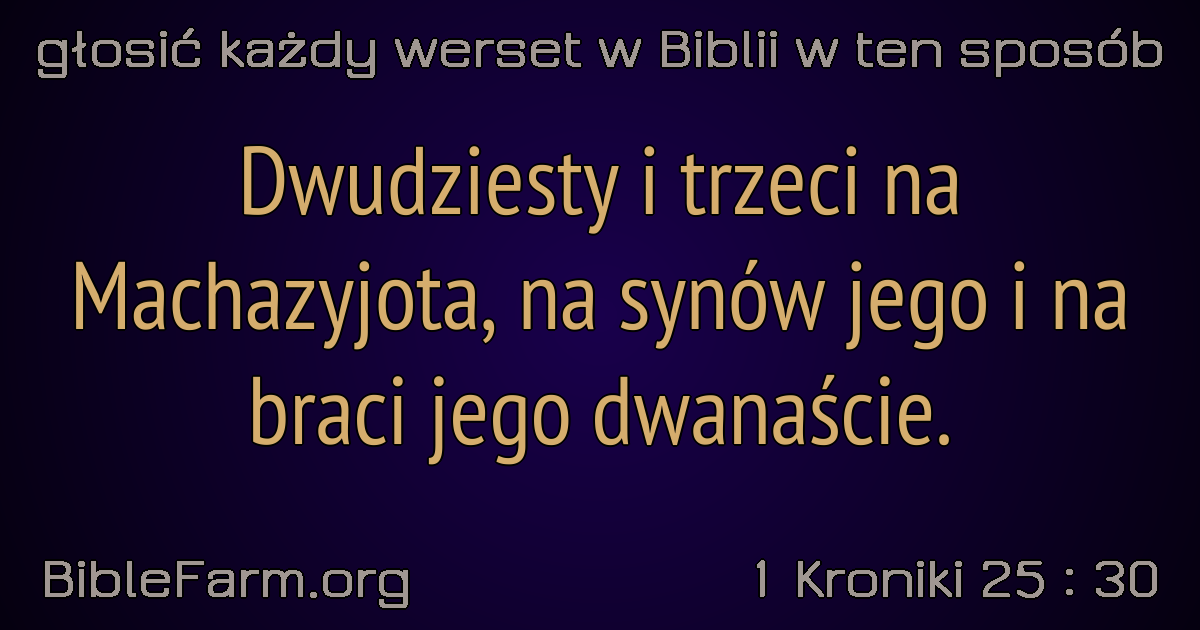 głosić każdy werset w Biblii w ten sposób
Dwudziesty i trzeci na
Machazyjota, na synów jego i na
braci jego dwanaście.
BibleFarm.org
1 Kroniki 25 : 30